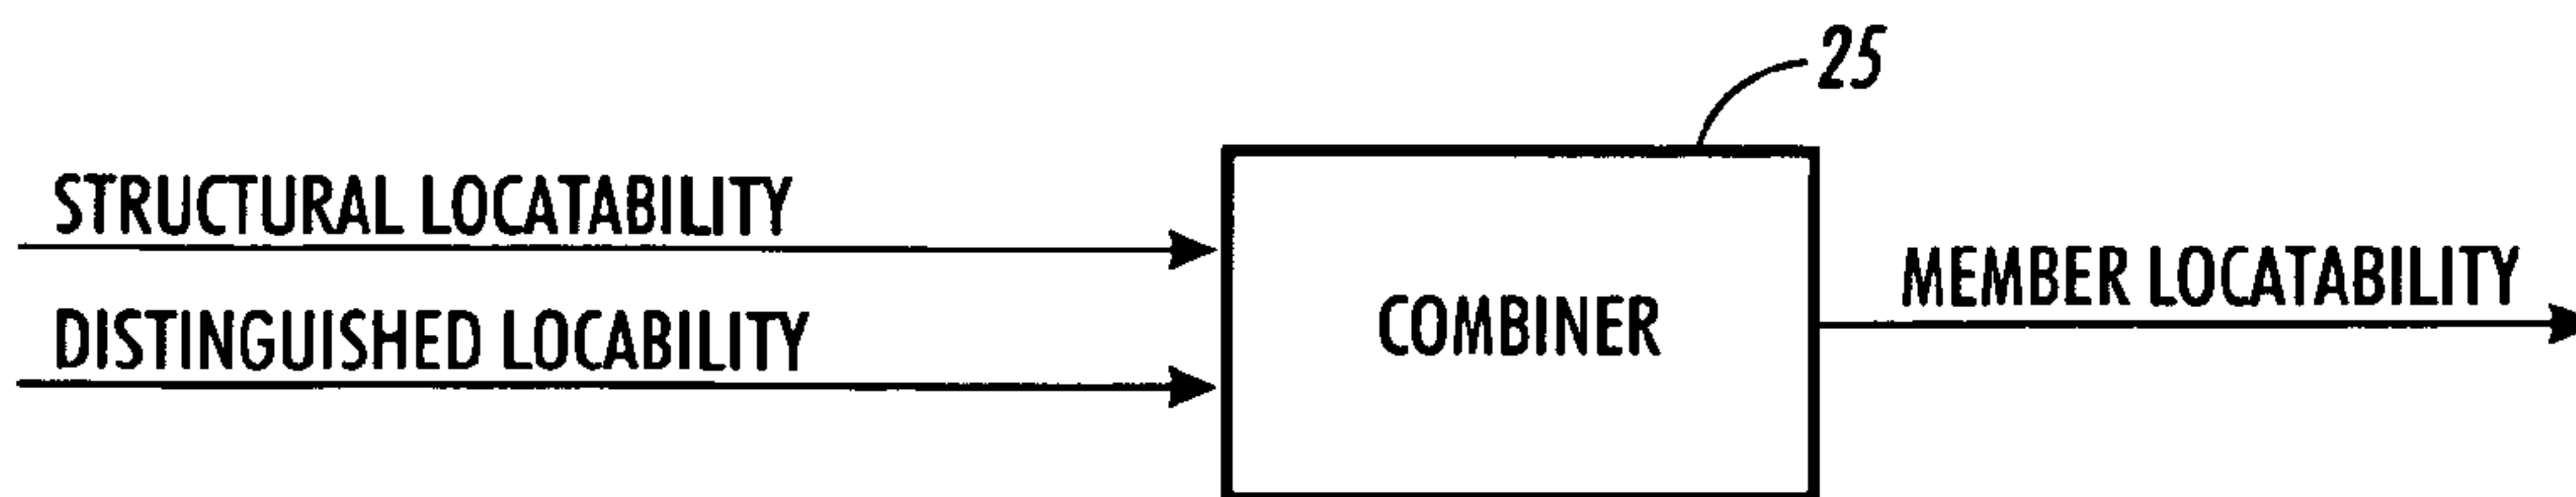 25
STRUCTURAL LOCATABILITY
DISTINGUISHED LOCABILITY
COMBINER
MEMBER LOCATABILITY